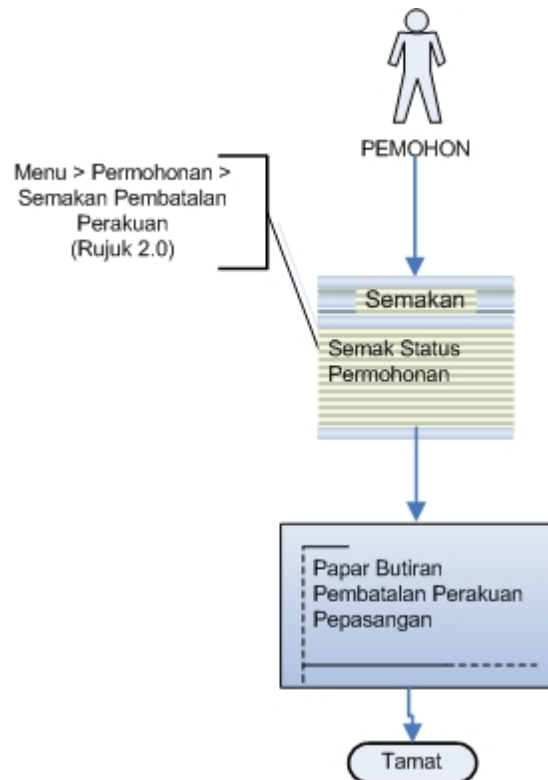 PEMOHON
Menu > Permohonan >
Semakan Pembatalan
Perakuan
(Rujuk 2.0)
Semakan
Semak Status
Permohonan
Papar Butiran
Pembatalan Perakuan
Pepasangan
Tamat